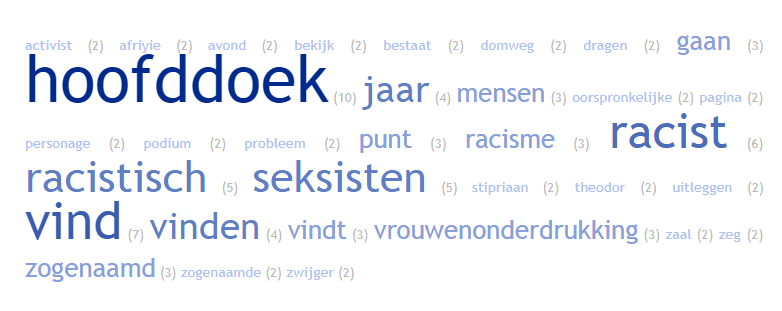 activist (2) afriyie (2) avond (2) bekijk (2) bestaat (2) domweg (2) dragen (2) gaan (3)
hoofddoek (10) jaar (4) mensen (3) oorspronkelijke (2) pagina (2)
personage (2) podium (2) probleem (2) punt (3) racisme (3) racist (6)
racistisch (5) seksisten (5) stipriaan (2) theodor (2) uitleggen (2)
vind (7) vinden (4) vindt (3) vrouwenonderdrukking (3) zaal (2) zeg (2)
zogenaamd (3) zogenaamde (2) zwijger (2)